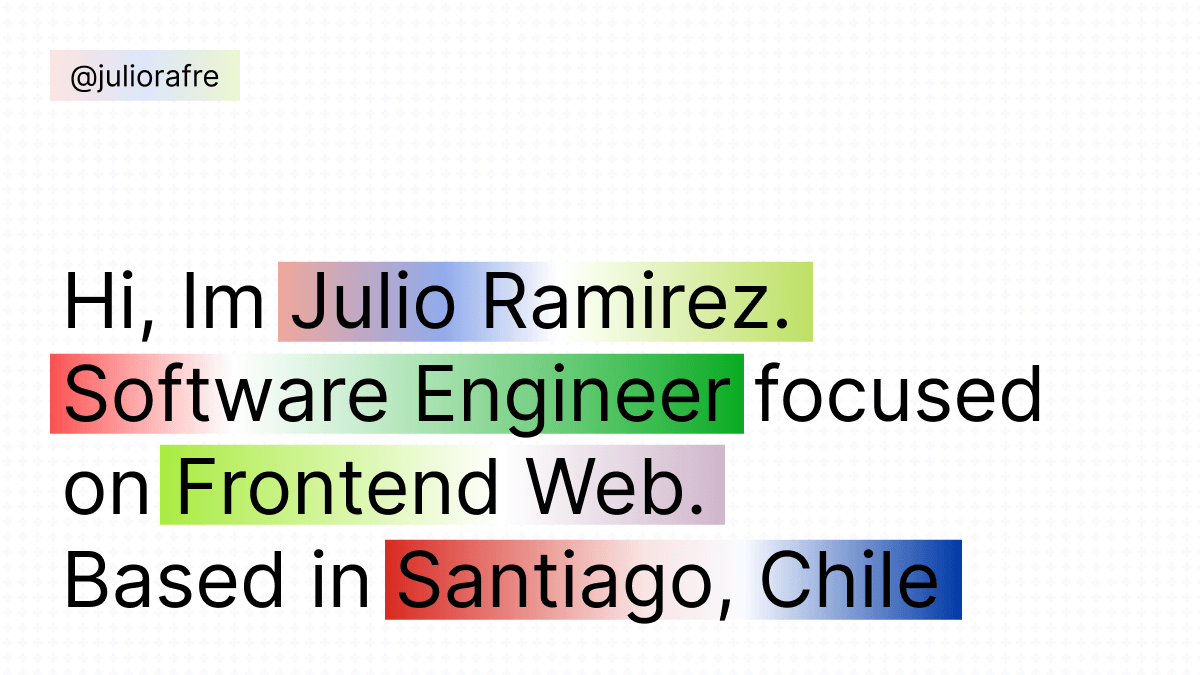 @juliorafre
Hi, Im Julio Ramirez.
Software Engineer focused
on Frontend Web.
Based in Santiago, Chile